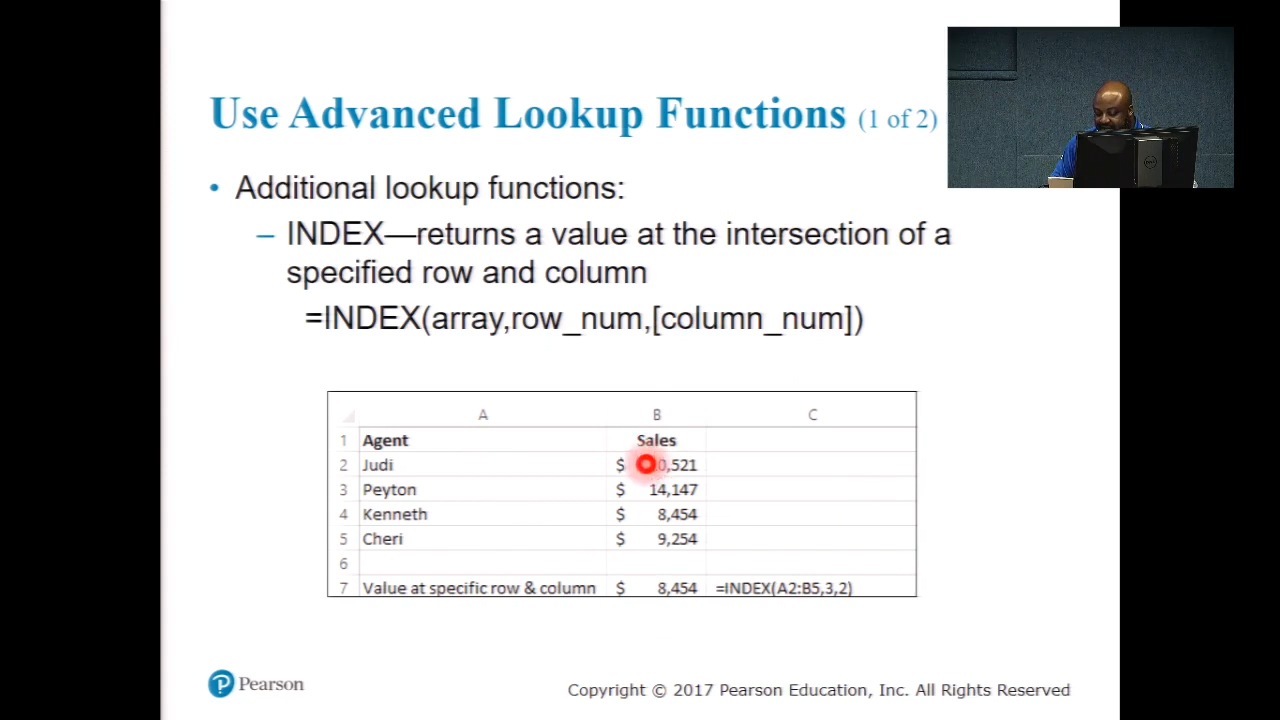 Use Advanced Lookup Functions (1 of 2)
• Additional lookup functions:
– INDEX—returns a value at the intersection of a
specified row and column
=INDEX(array,row_num,[column_num])
A B C
1 Agent Sales
2 Judi $ 0,521
3 Peyton $ 14,147
4 Kenneth $ 8,454
5 Cheri $ 9,254
6
7 Value at specific row & column $ 8,454 =INDEX(A2:B5,3,2)
Pearson
Copyright © 2017 Pearson Education, Inc. All Rights Reserved